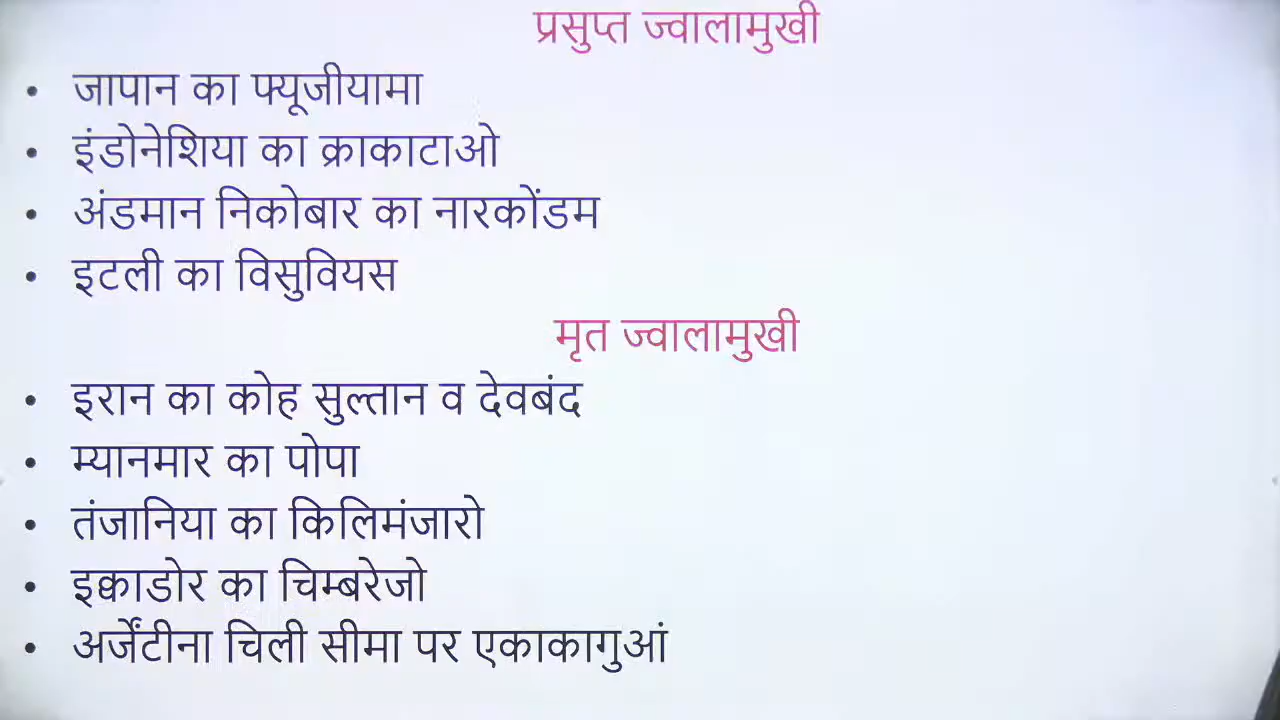 प्रसुप्त ज्वालामुखी
• जापान का फ्यूजीयामा
• इंडोनेशिया का क्राकाटाओ
• अंडमान निकोबार का नारकोंडम
• इटली का विसुवियस
मृत ज्वालामुखी
• इरान का कोह सुल्तान व देवबंद
• म्यानमार का पोपा
• तंजानिया का किलिमंजारो
• इक्वाडोर का चिम्बरेजो
• अर्जेंटीना चिली सीमा पर एकाकागुआं